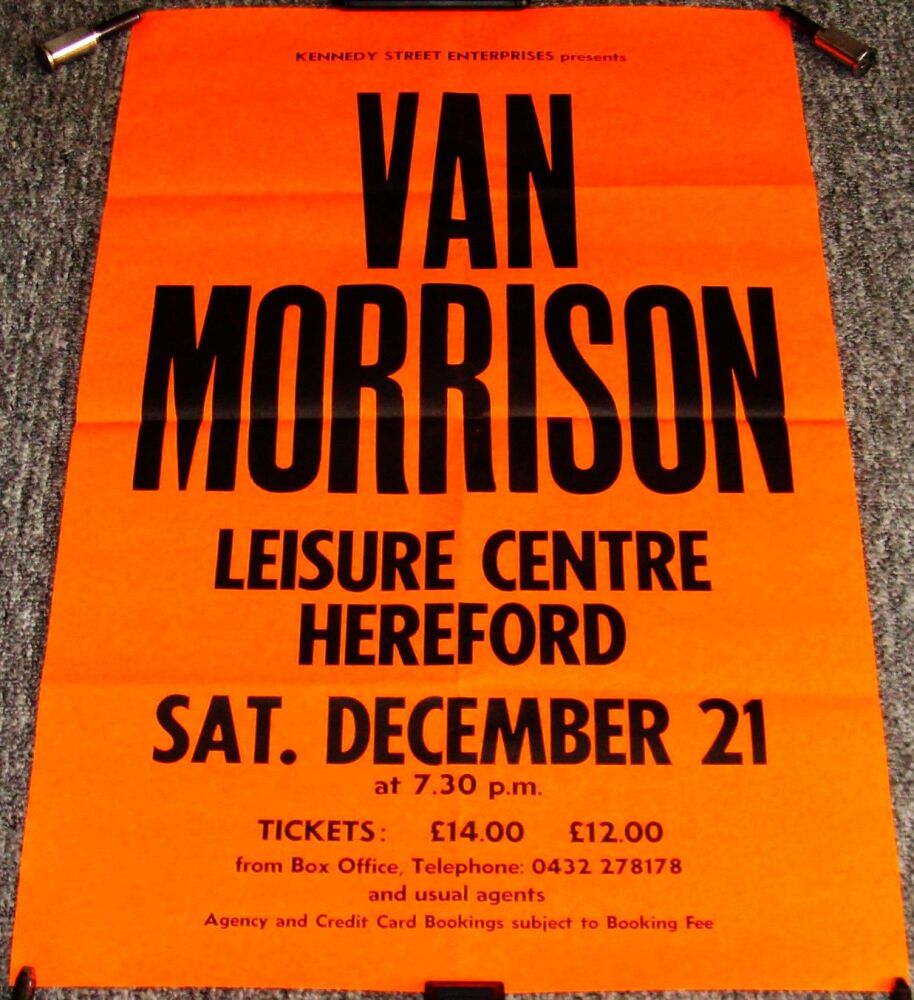 KENNEDY STREET ENTERPRISES presents
VAN
MORRISON
LEISURE CENTRE
HEREFORD
SAT. DECEMBER 21
at 7.30 p.m.
TICKETS: £14.00 £12.00
from Box Office, Telephone: 0432 278178
and usual agents
Agency and Credit Card Bookings subject to Booking Fee